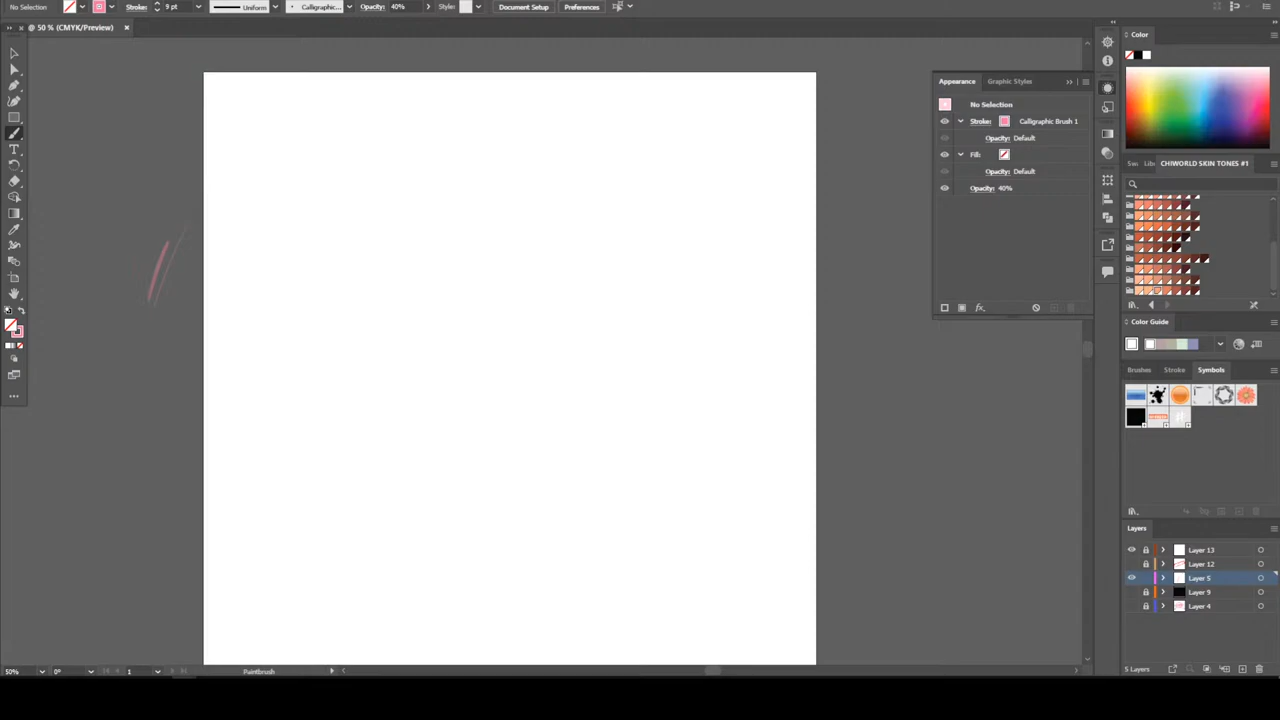 No Selection Stroke: 9 pt Uniform Calligraphic... Opacity: 40% Style: Document Setup Preferences
@ 50 % (CMYK/Preview)
Color
Appearance Graphic Styles
No Selection
Stroke: Calligraphic Brush 1
Opacity: Default
Fill:
Opacity: Default
Opacity: 40%
CHIWORLD SKIN TONES #1
Color Guide
Brushes Stroke Symbols
Layers
Layer 13
Layer 12
Layer 5
Layer 9
Layer 4
5 Layers
50% 0° 1 Paintbrush